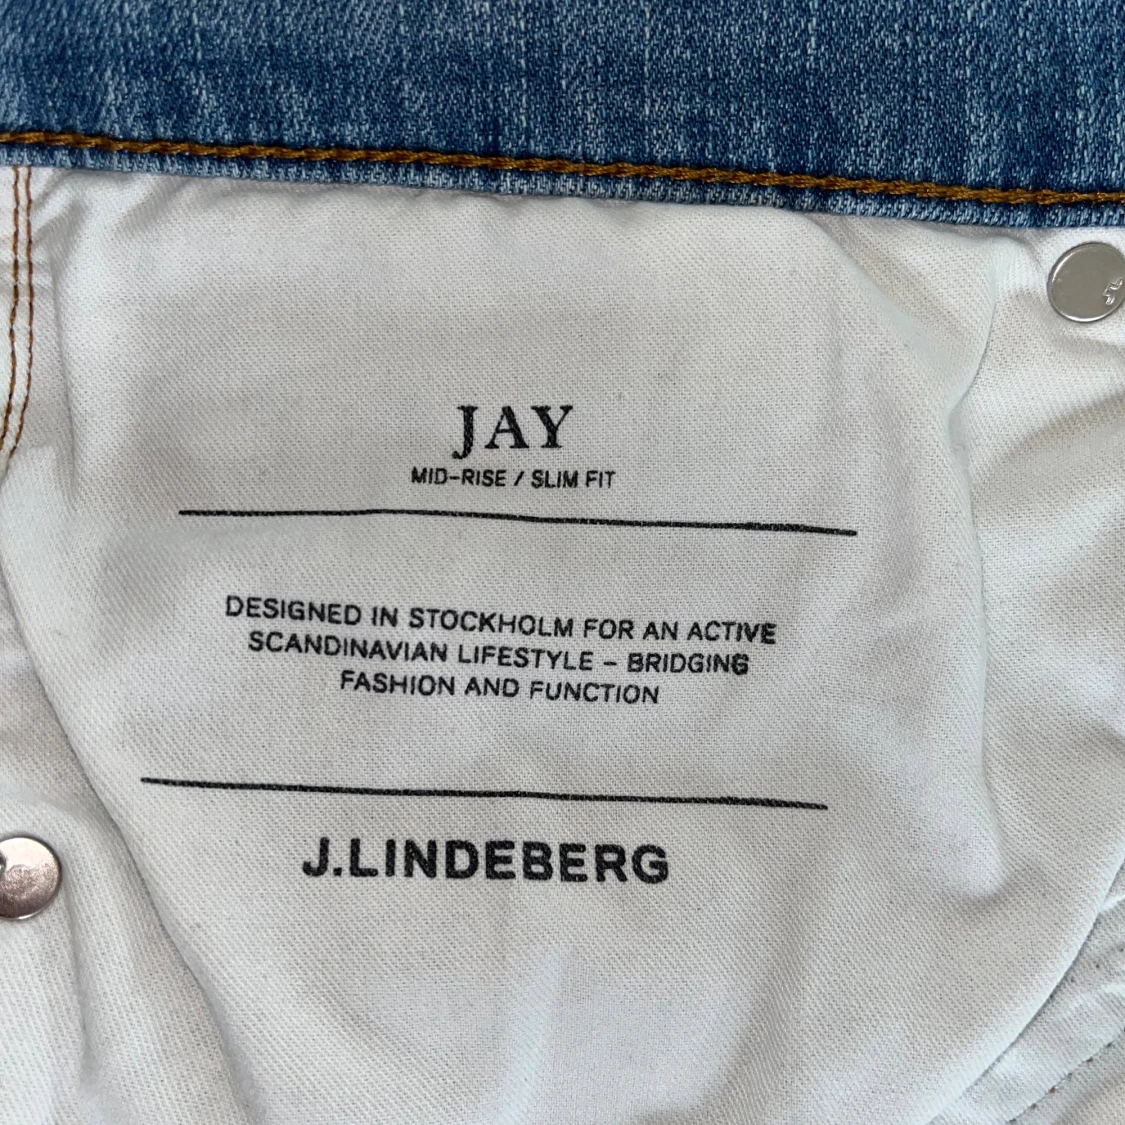 JAY
MID-RISE / SLIM FIT
DESIGNED IN STOCKHOLM FOR AN ACTIVE
SCANDINAVIAN LIFESTYLE – BRIDGING
FASHION AND FUNCTION
J.LINDEBERG